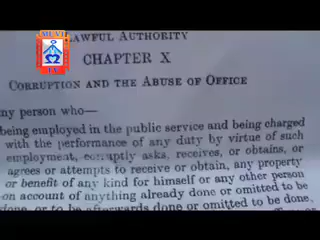 MEVII
TV
LAWFUL AUTHORITY
CHAPTER X
CORRUPTION AND THE ABUSE OF OFFICE
ny person who—
being employed in the public service and being charged
with the performance of any duty by virtue of such
employment, corruptly asks, receives, or obtains, or
agrees or attempts to receive or obtain, any property
or benefit of any kind for himself or any other person
on account of anything already done or omitted to be
done, or to be afterwards done or omitted to be done,